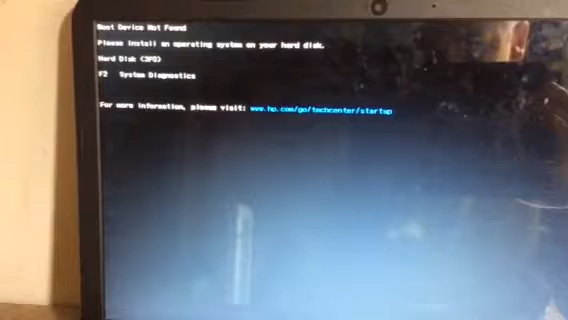 Boot Device Not Found
Please install an operating system on your hard disk.
Hard Disk (3F0)
F2 System Diagnostics
For more information, please visit: www.hp.com/go/techcenter/startup